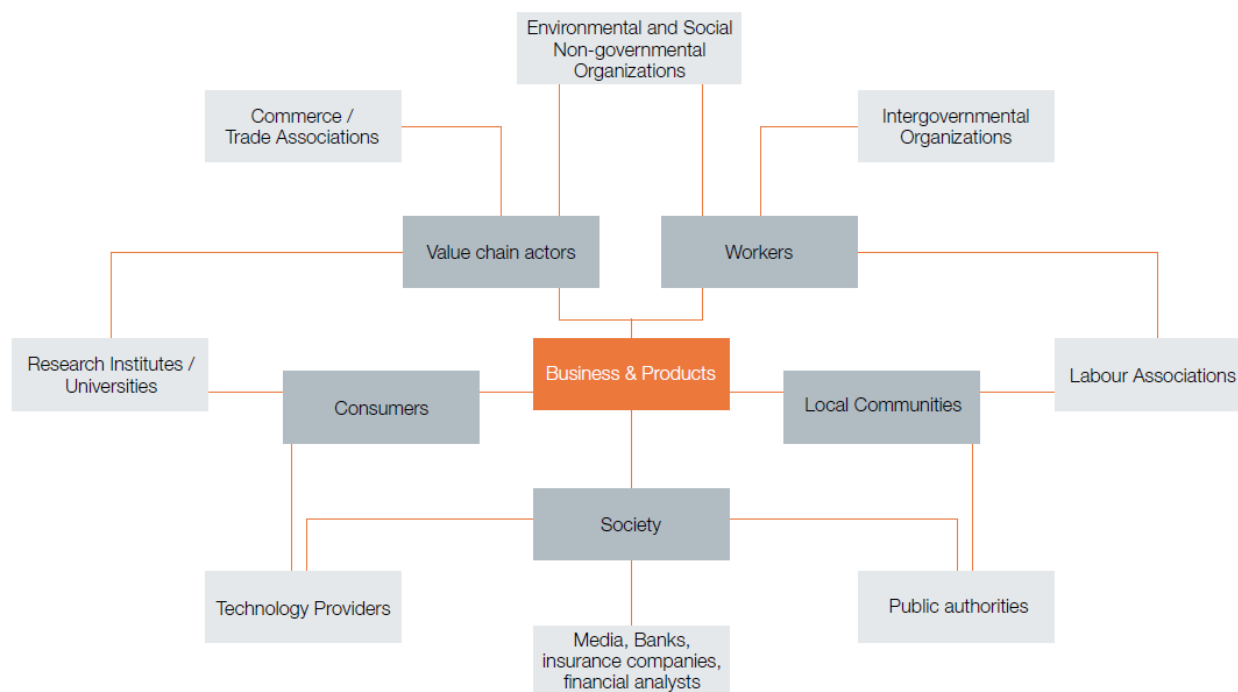 Environmental and Social
Non-governmental
Organizations
Commerce /
Trade Associations
Intergovernmental
Organizations
Value chain actors
Workers
Research Institutes /
Universities
Business & Products
Labour Associations
Consumers
Local Communities
Society
Technology Providers
Public authorities
Media, Banks,
insurance companies,
financial analysts